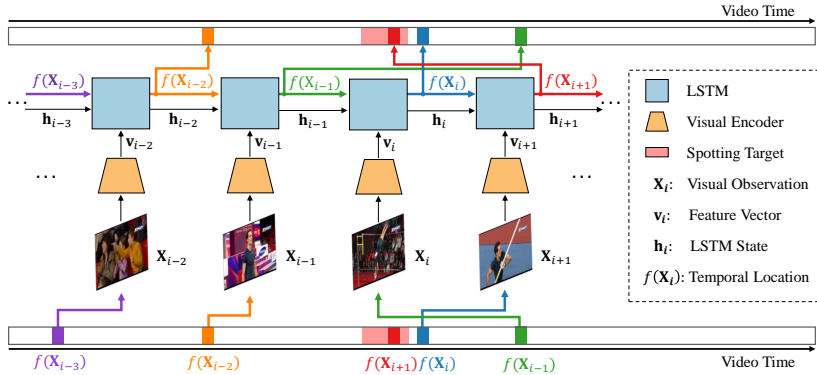 Video Time
f(X_{i-3})
f(X_{i-2})
f(X_{i-1})
f(X_i)
f(X_{i+1})
... ...
h_{i-3}
h_{i-2}
h_{i-1}
h_i
h_{i+1}
v_{i-2}
v_{i-1}
v_i
v_{i+1}
... ...
X_{i-2}
X_{i-1}
X_i
X_{i+1}
LSTM
Visual Encoder
Spotting Target
X_i: Visual Observation
v_i: Feature Vector
h_i: LSTM State
f(X_i): Temporal Location
f(X_{i-3})
f(X_{i-2})
f(X_{i+1})
f(X_i)
f(X_{i-1})
Video Time